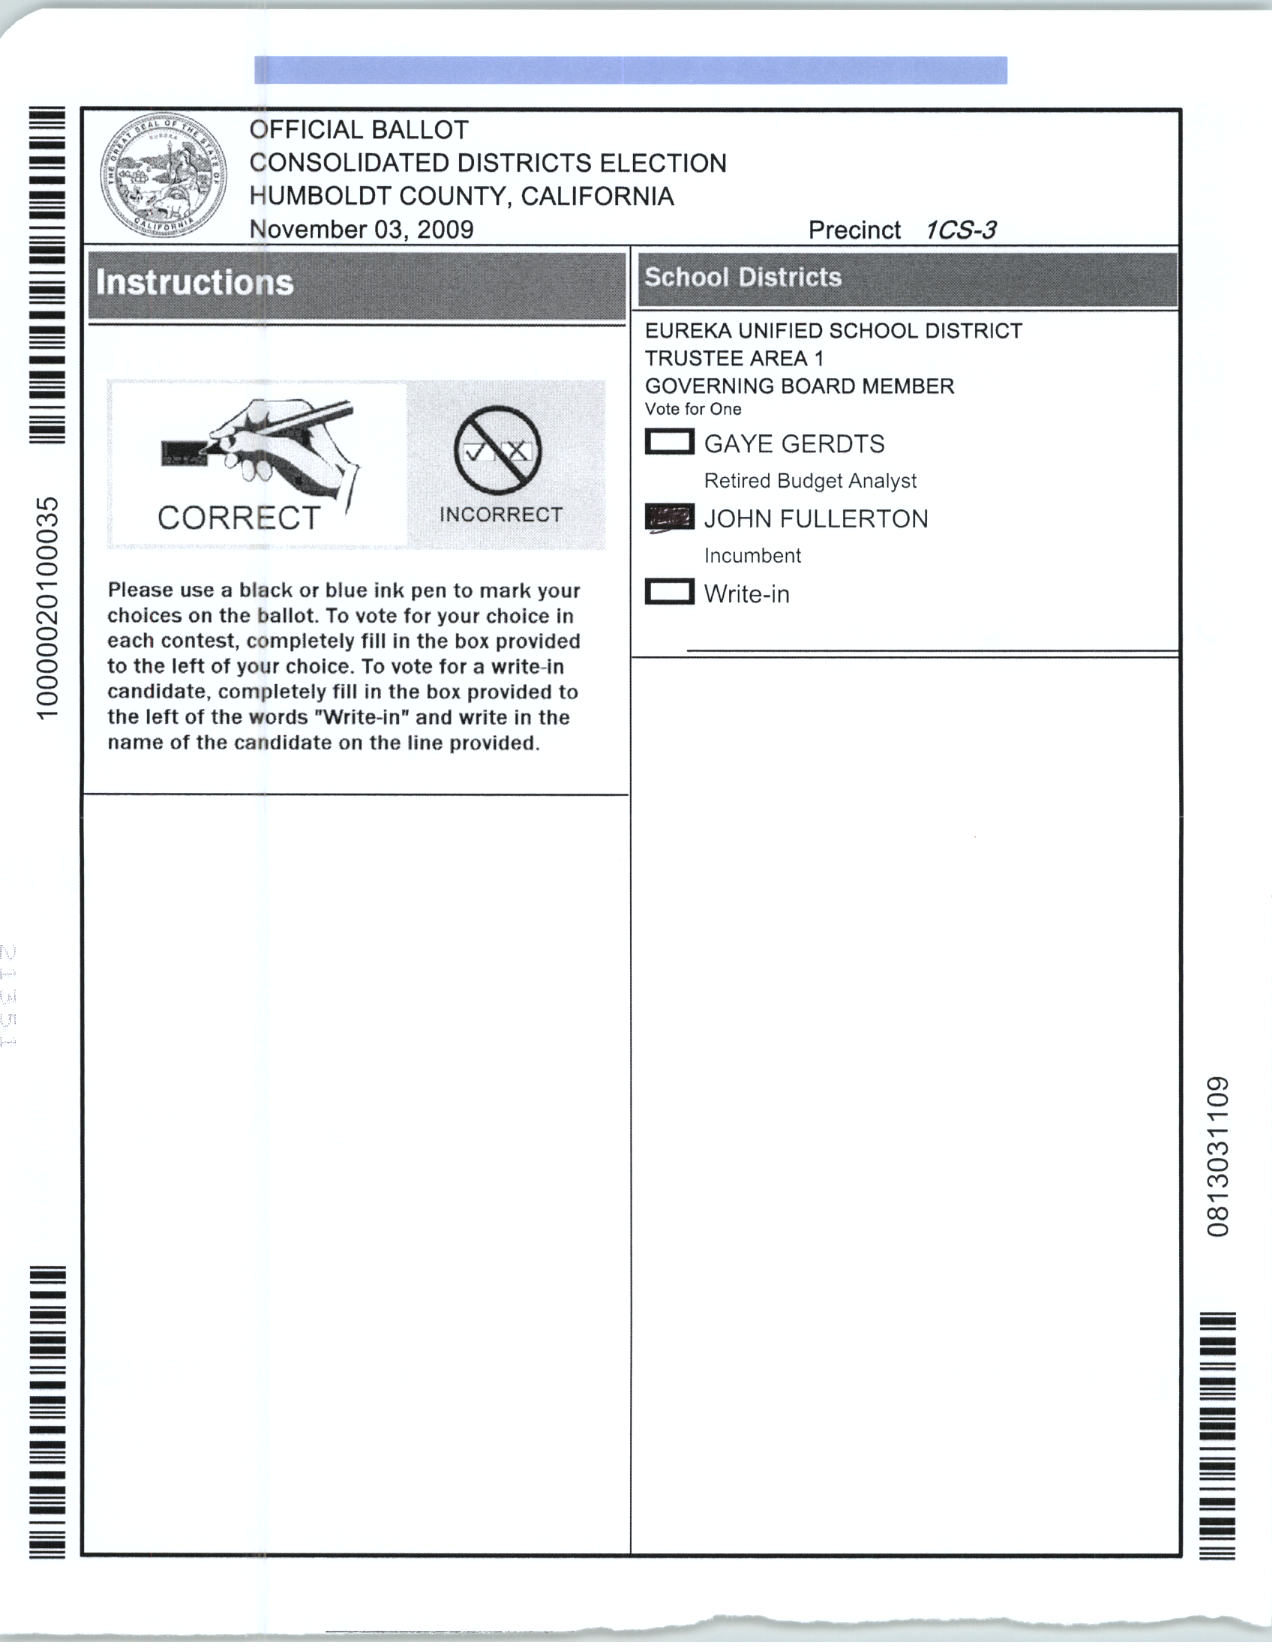 OFFICIAL BALLOT
CONSOLIDATED DISTRICTS ELECTION
HUMBOLDT COUNTY, CALIFORNIA
November 03, 2009
Precinct 1CS-3
THE GREAT SEAL OF THE STATE OF CALIFORNIA
EUREKA
Instructions
CORRECT
INCORRECT
Please use a black or blue ink pen to mark your
choices on the ballot. To vote for your choice in
each contest, completely fill in the box provided
to the left of your choice. To vote for a write-in
candidate, completely fill in the box provided to
the left of the words "Write-in" and write in the
name of the candidate on the line provided.
School Districts
EUREKA UNIFIED SCHOOL DISTRICT
TRUSTEE AREA 1
GOVERNING BOARD MEMBER
Vote for One
GAYE GERDTS
Retired Budget Analyst
JOHN FULLERTON
Incumbent
Write-in
10000020100035
0813031109